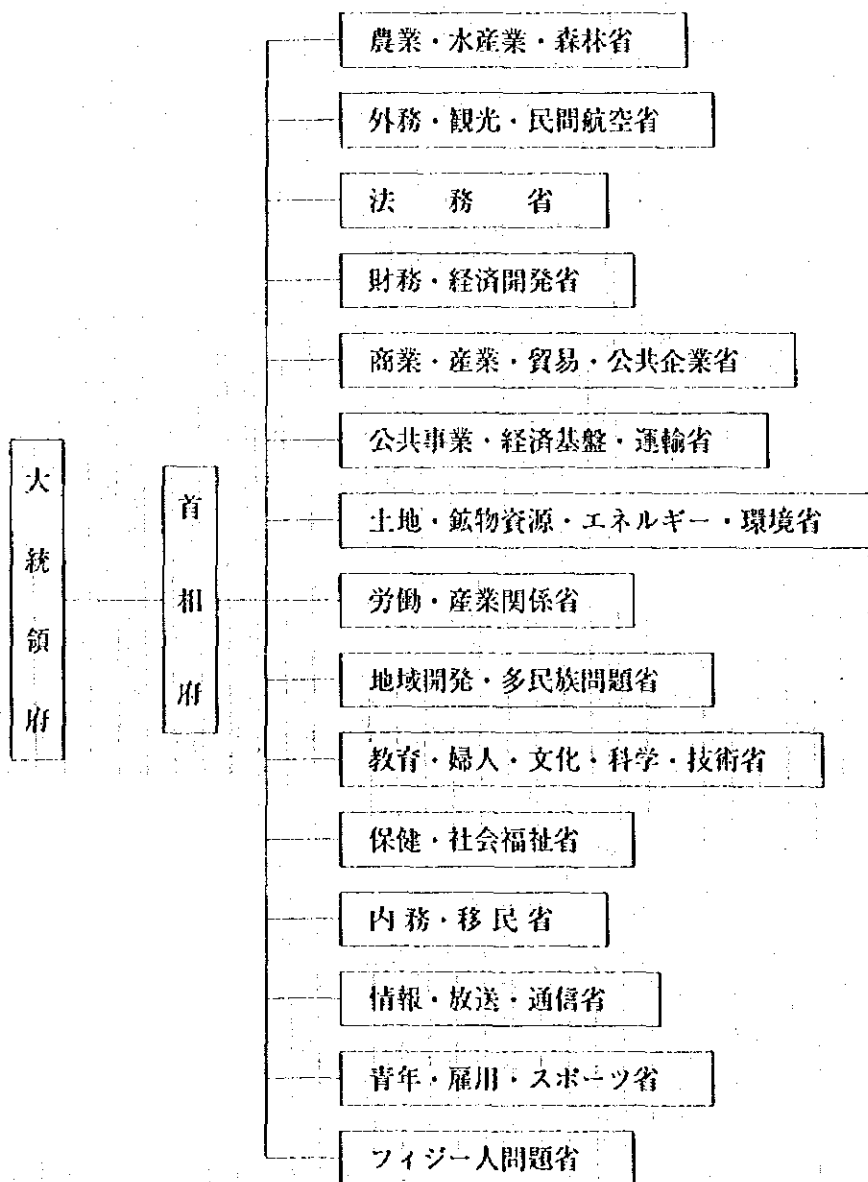 大統領府
首相府
農業・水産業・森林省
外務・観光・民間航空省
法務省
財務・経済開発省
商業・産業・貿易・公共企業省
公共事業・経済基盤・運輸省
土地・鉱物資源・エネルギー・環境省
労働・産業関係省
地域開発・多民族問題省
教育・婦人・文化・科学・技術省
保健・社会福祉省
内務・移民省
情報・放送・通信省
青年・雇用・スポーツ省
フィジー人問題省